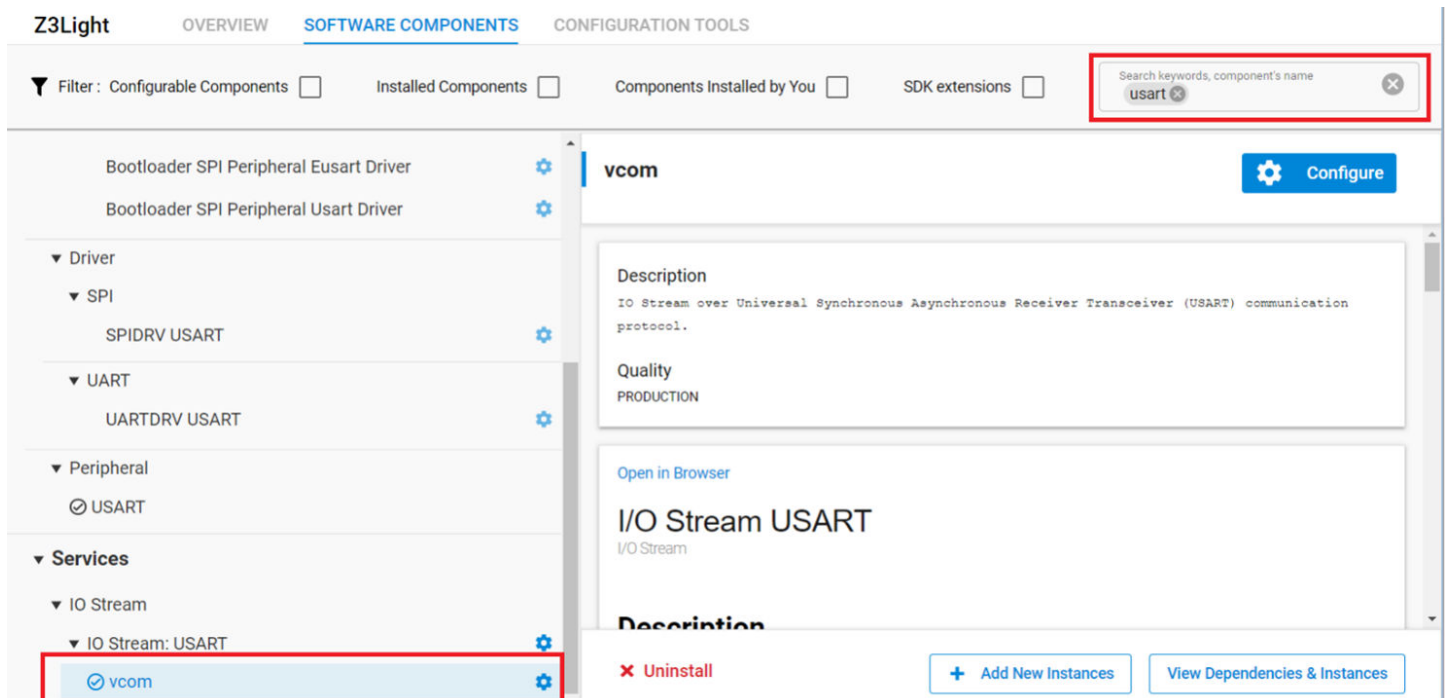 Z3Light OVERVIEW SOFTWARE COMPONENTS CONFIGURATION TOOLS
Filter : Configurable Components Installed Components Components Installed by You SDK extensions
Search keywords, component's name
usart
Bootloader SPI Peripheral Eusart Driver
Bootloader SPI Peripheral Usart Driver
Driver
SPI
SPIDRV USART
UART
UARTDRV USART
Peripheral
USART
Services
IO Stream
IO Stream: USART
vcom
vcom
Configure
Description
IO Stream over Universal Synchronous Asynchronous Receiver Transceiver (USART) communication
protocol.
Quality
PRODUCTION
Open in Browser
I/O Stream USART
I/O Stream
Description
Uninstall
+ Add New Instances
View Dependencies & Instances